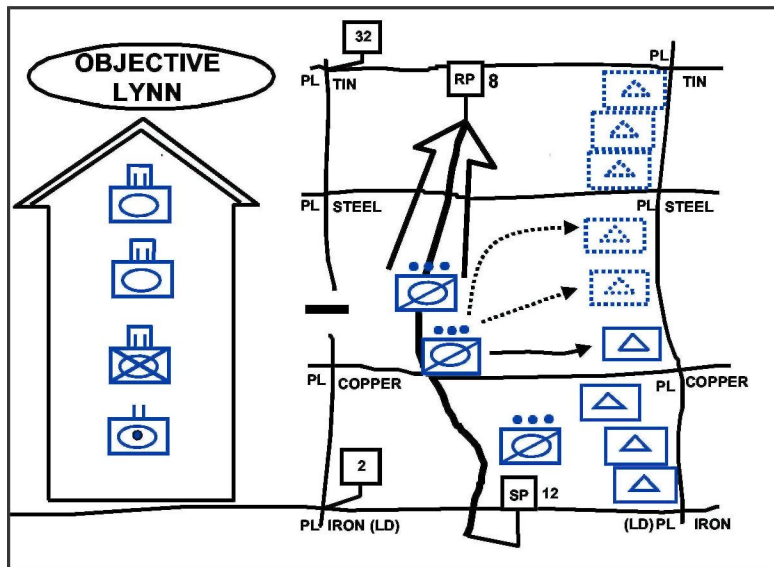 OBJECTIVE
LYNN
32
PL TIN
RP 8
PL
TIN
PL STEEL
PL STEEL
PL COPPER
PL COPPER
2
SP 12
PL IRON (LD)
(LD) PL IRON